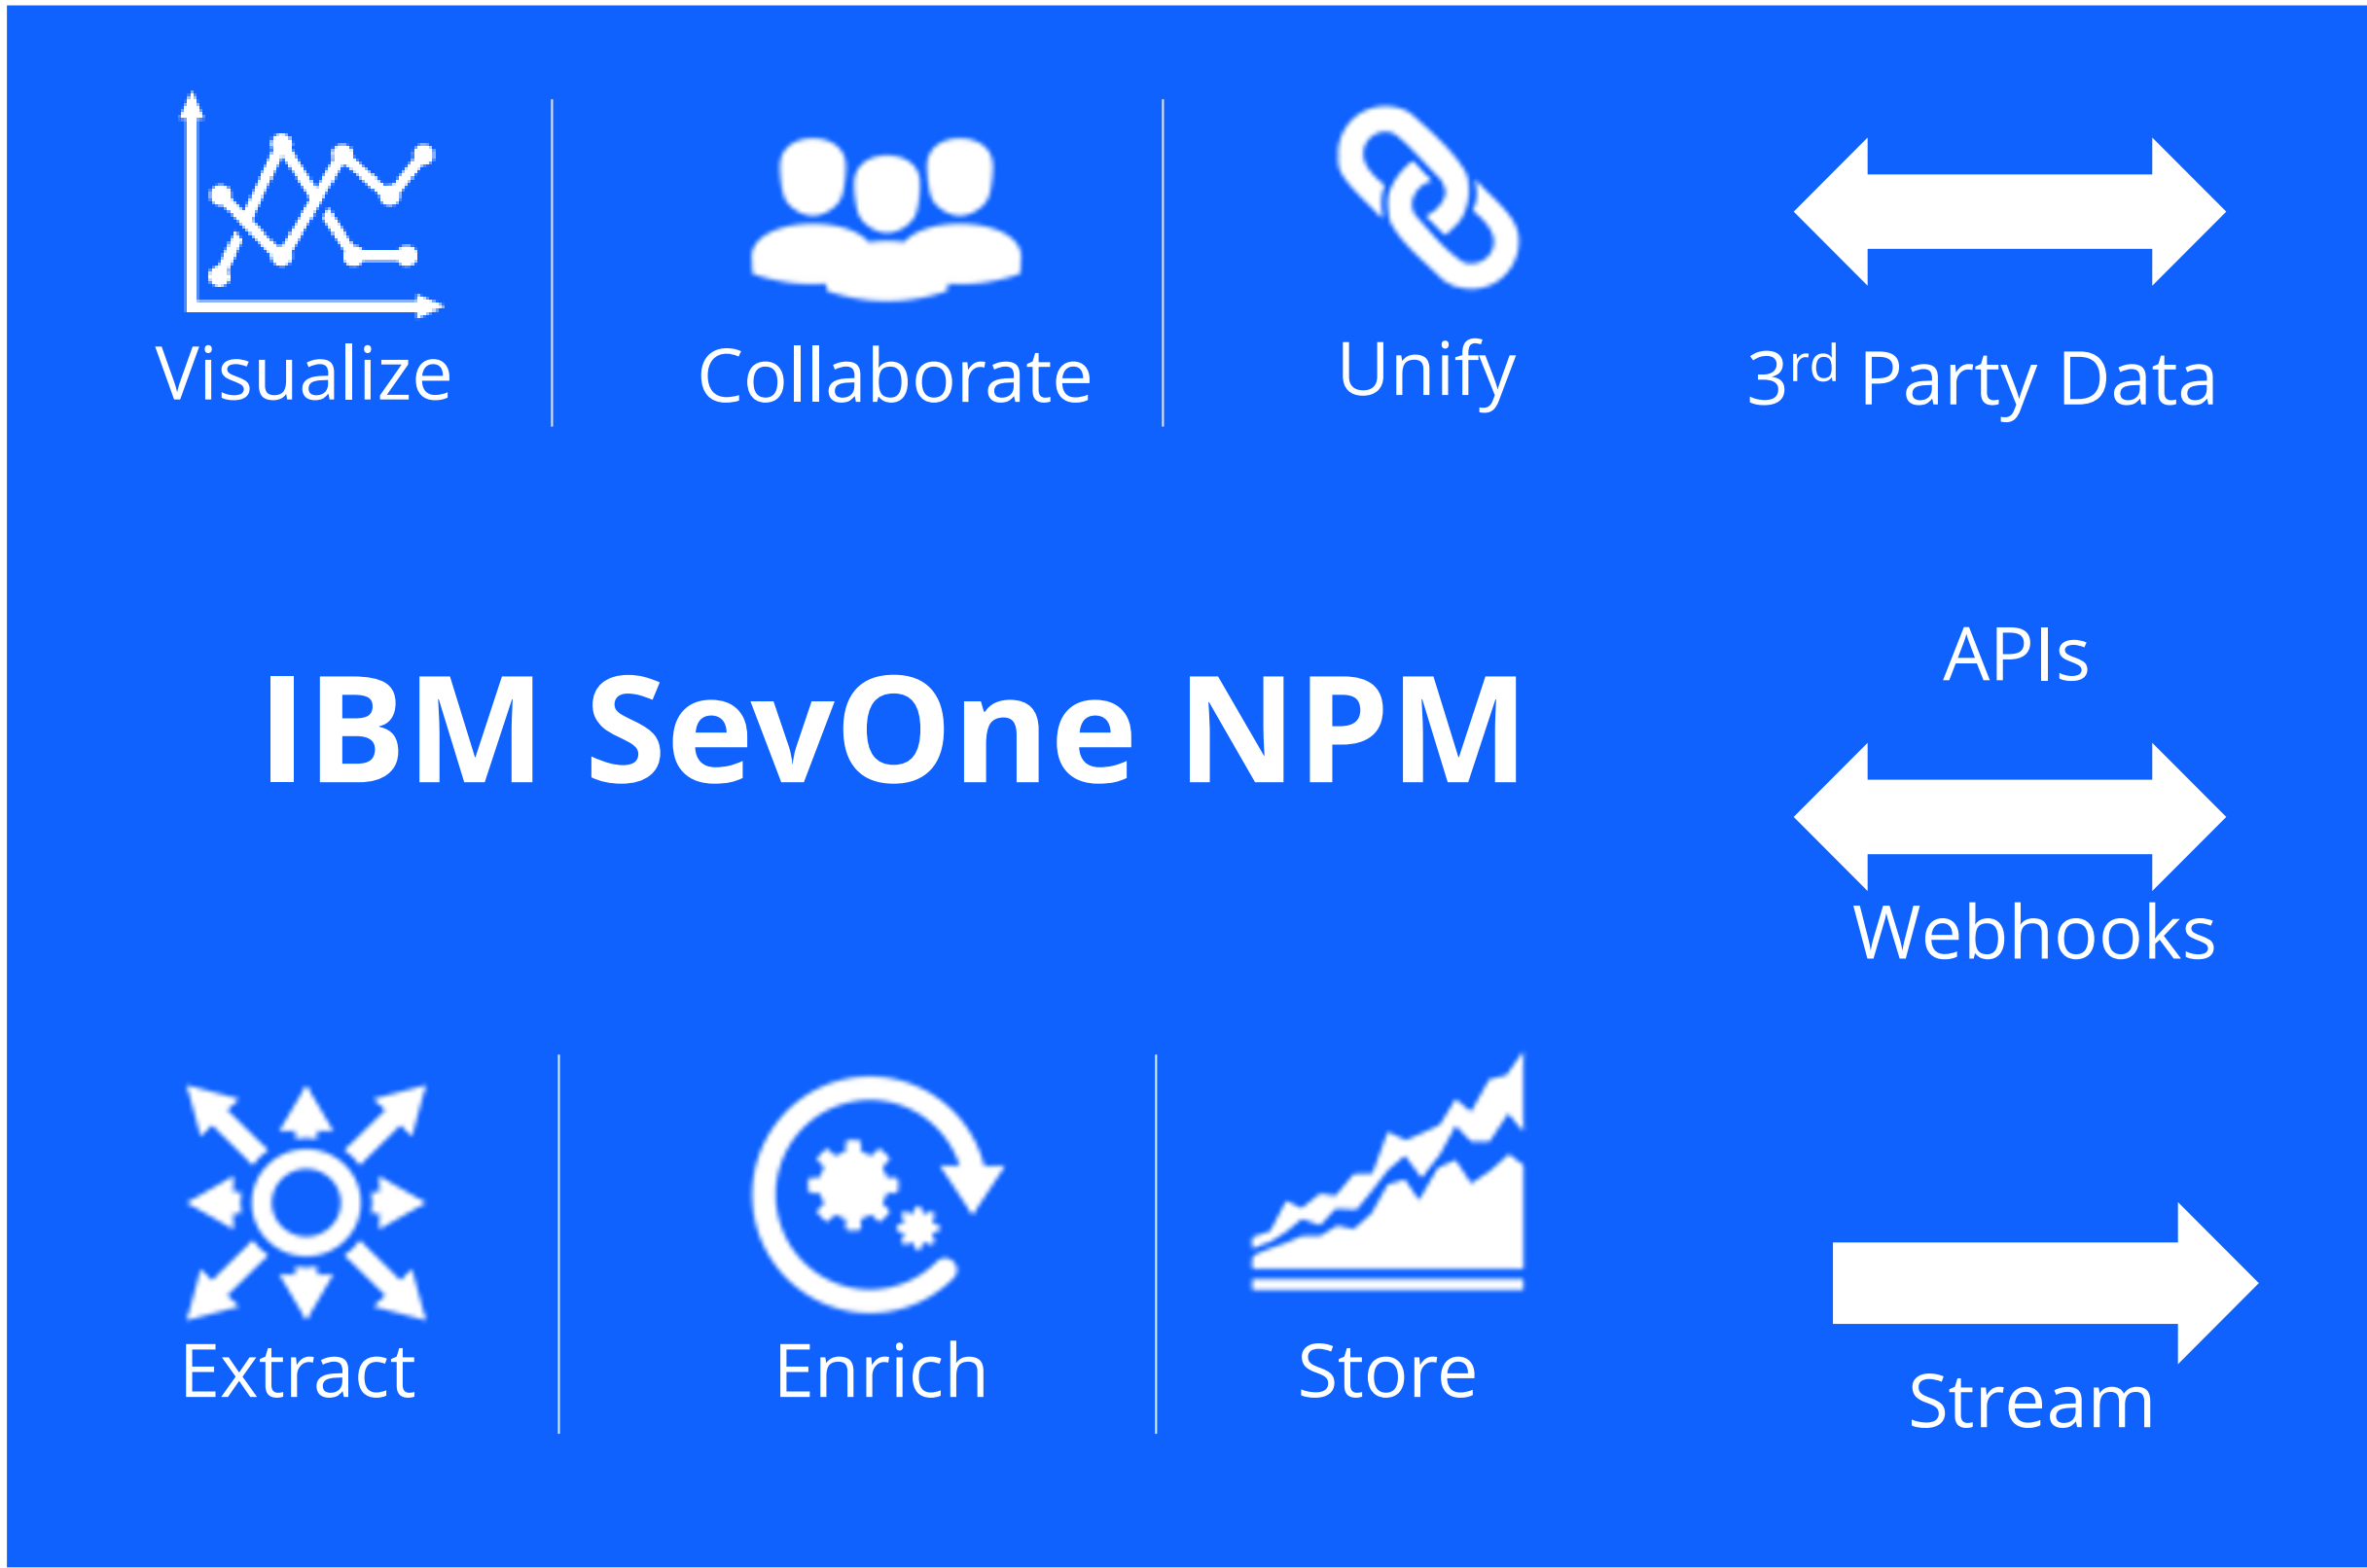 Visualize
Collaborate
Unify
3rd Party Data
IBM SevOne NPM
APIs
Webhooks
Extract
Enrich
Store
Stream